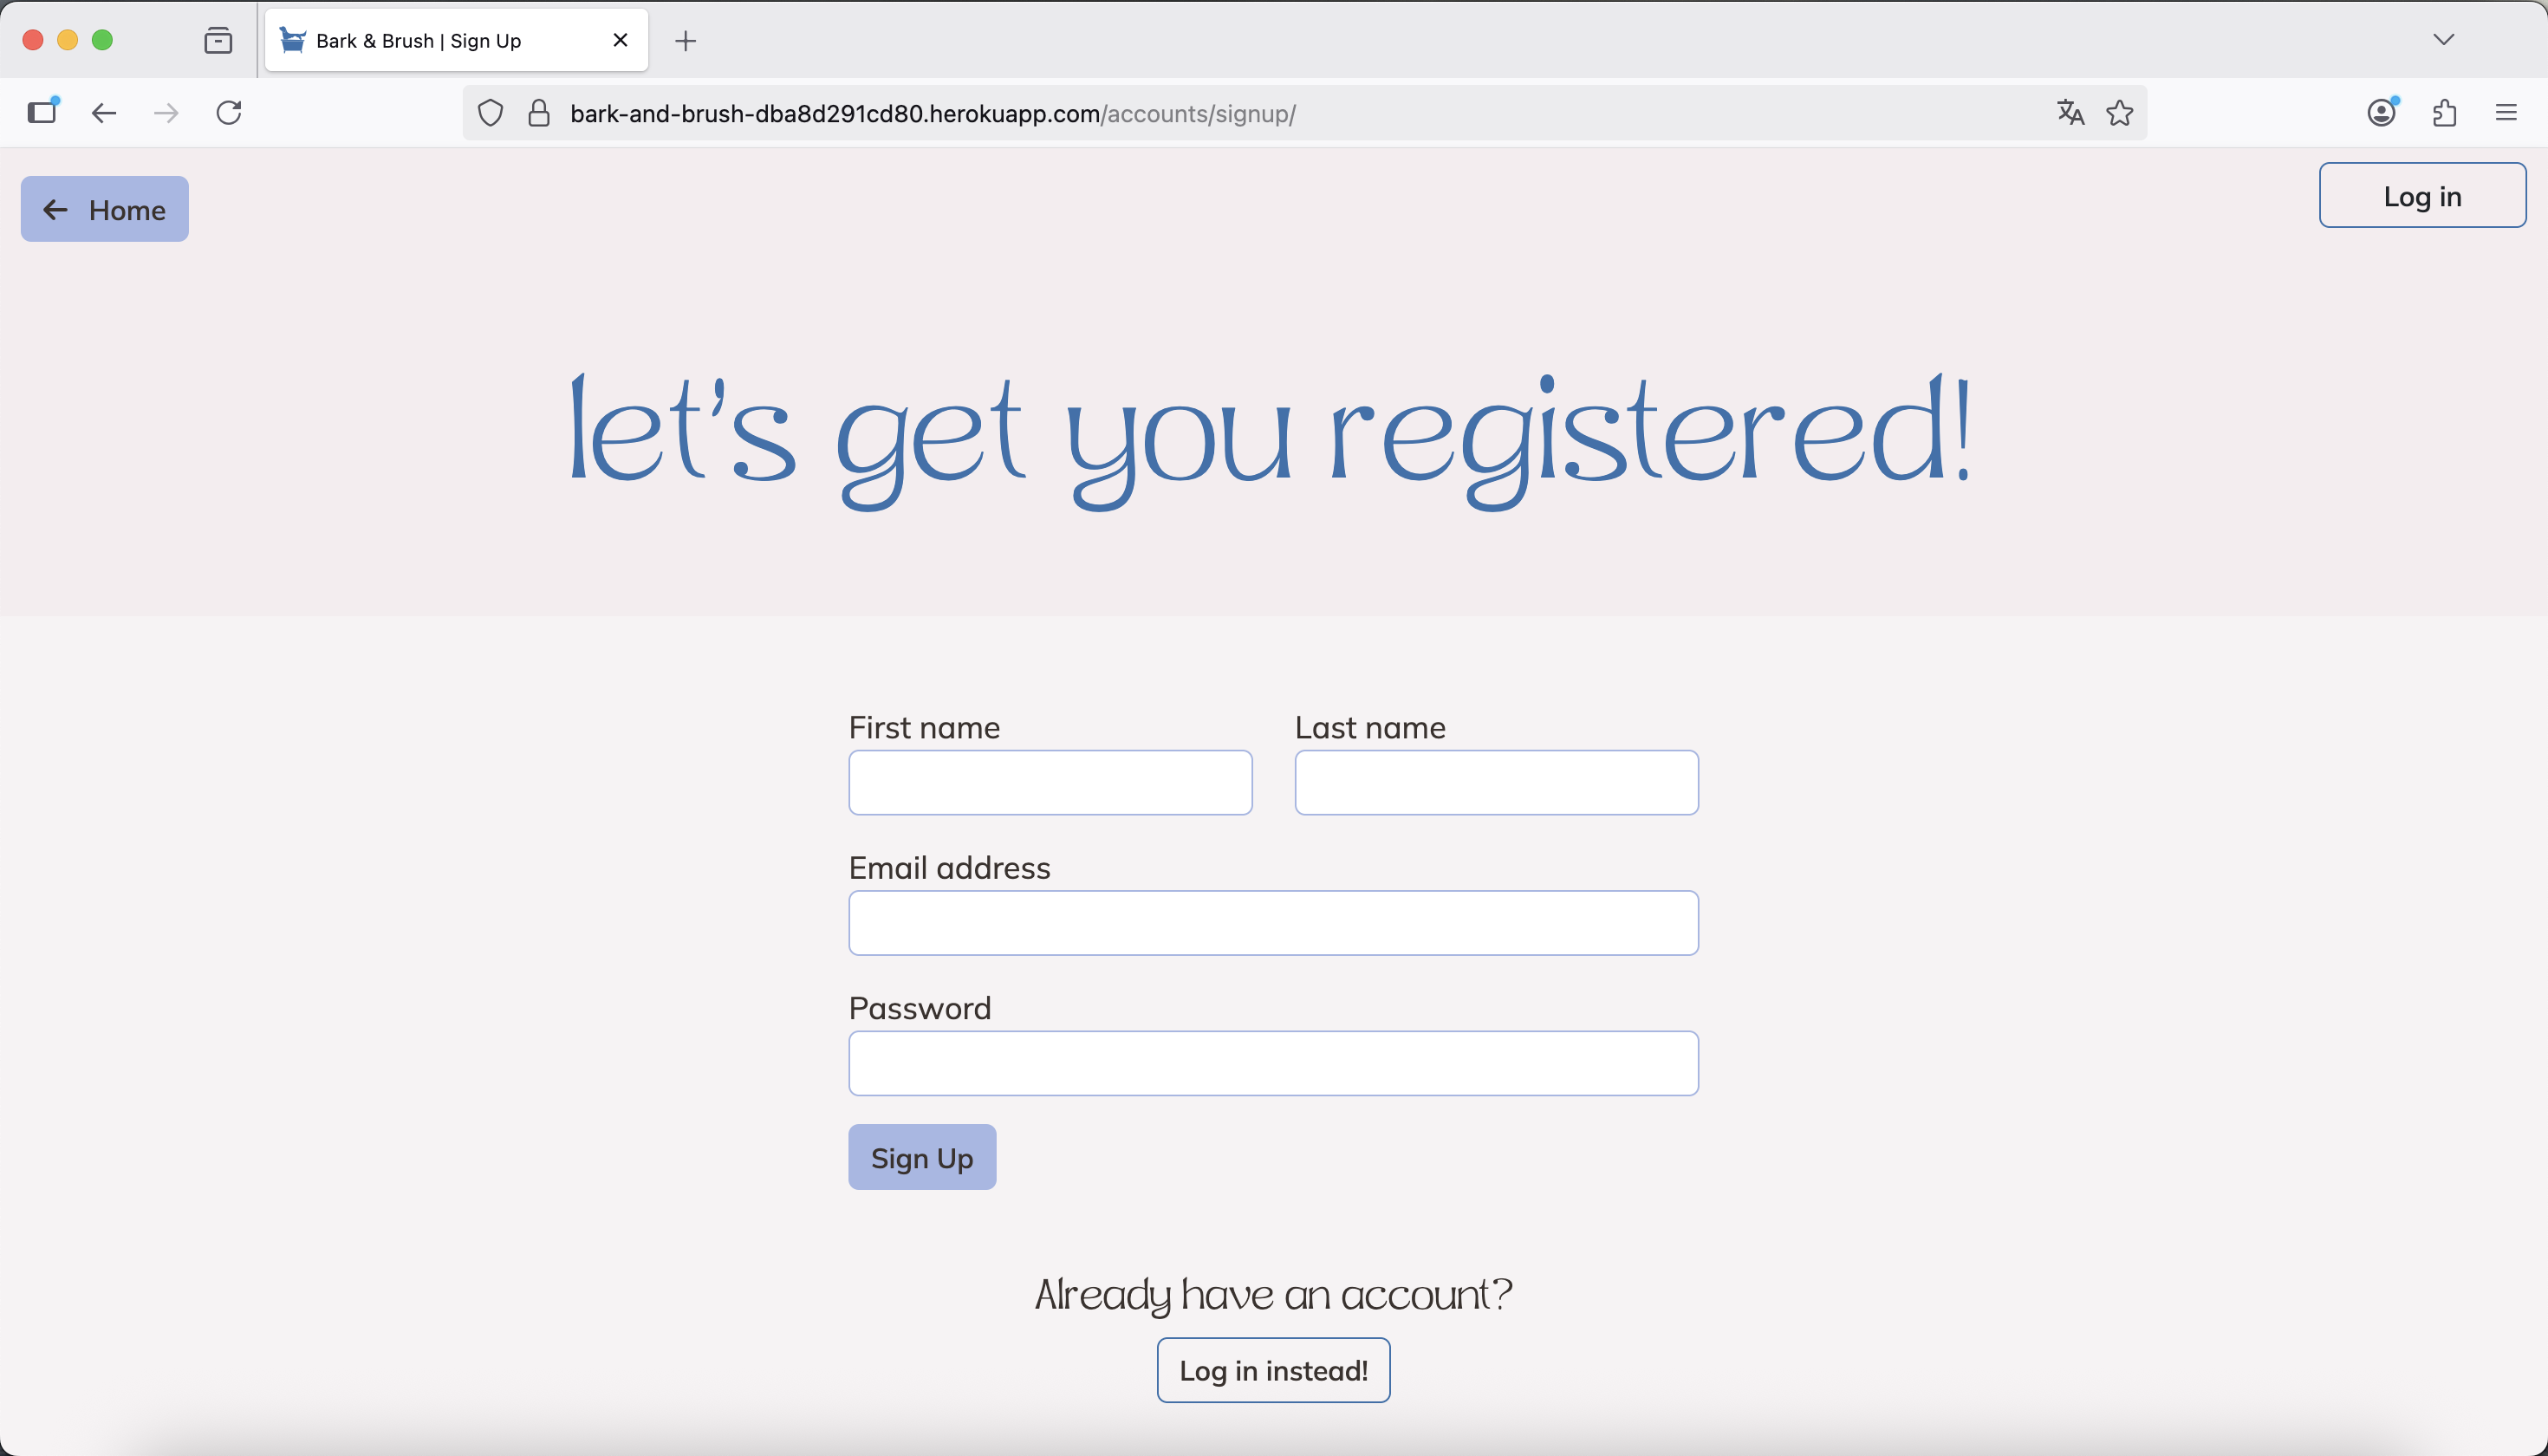 Bark & Brush | Sign Up
bark-and-brush-dba8d291cd80.herokuapp.com/accounts/signup/
Home
Log in
let's get you registered!
First name
Last name
Email address
Password
Sign Up
Already have an account?
Log in instead!